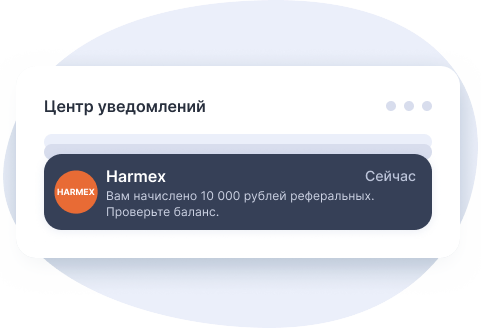 Центр уведомлений
HARMEX
Harmex
Сейчас
Вам начислено 10 000 рублей реферальных.
Проверьте баланс.